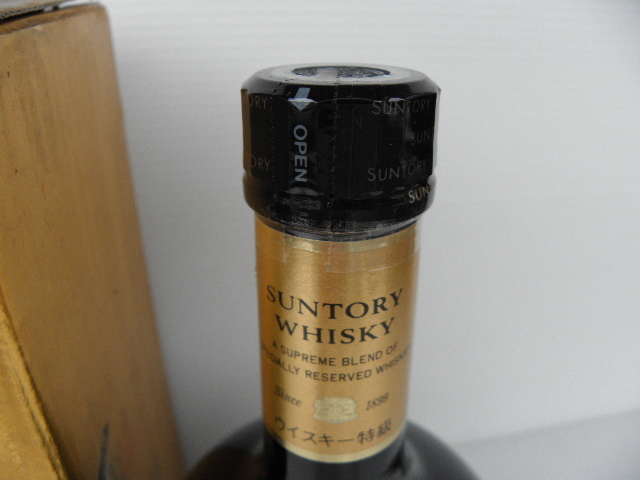 SUNTORY
OPEN
SUNTORY
SUNTORY
SUNTORY
WHISKY
A SUPREME BLEND OF
RESERVED WHISKIES
Since 1899
ウイスキー特級